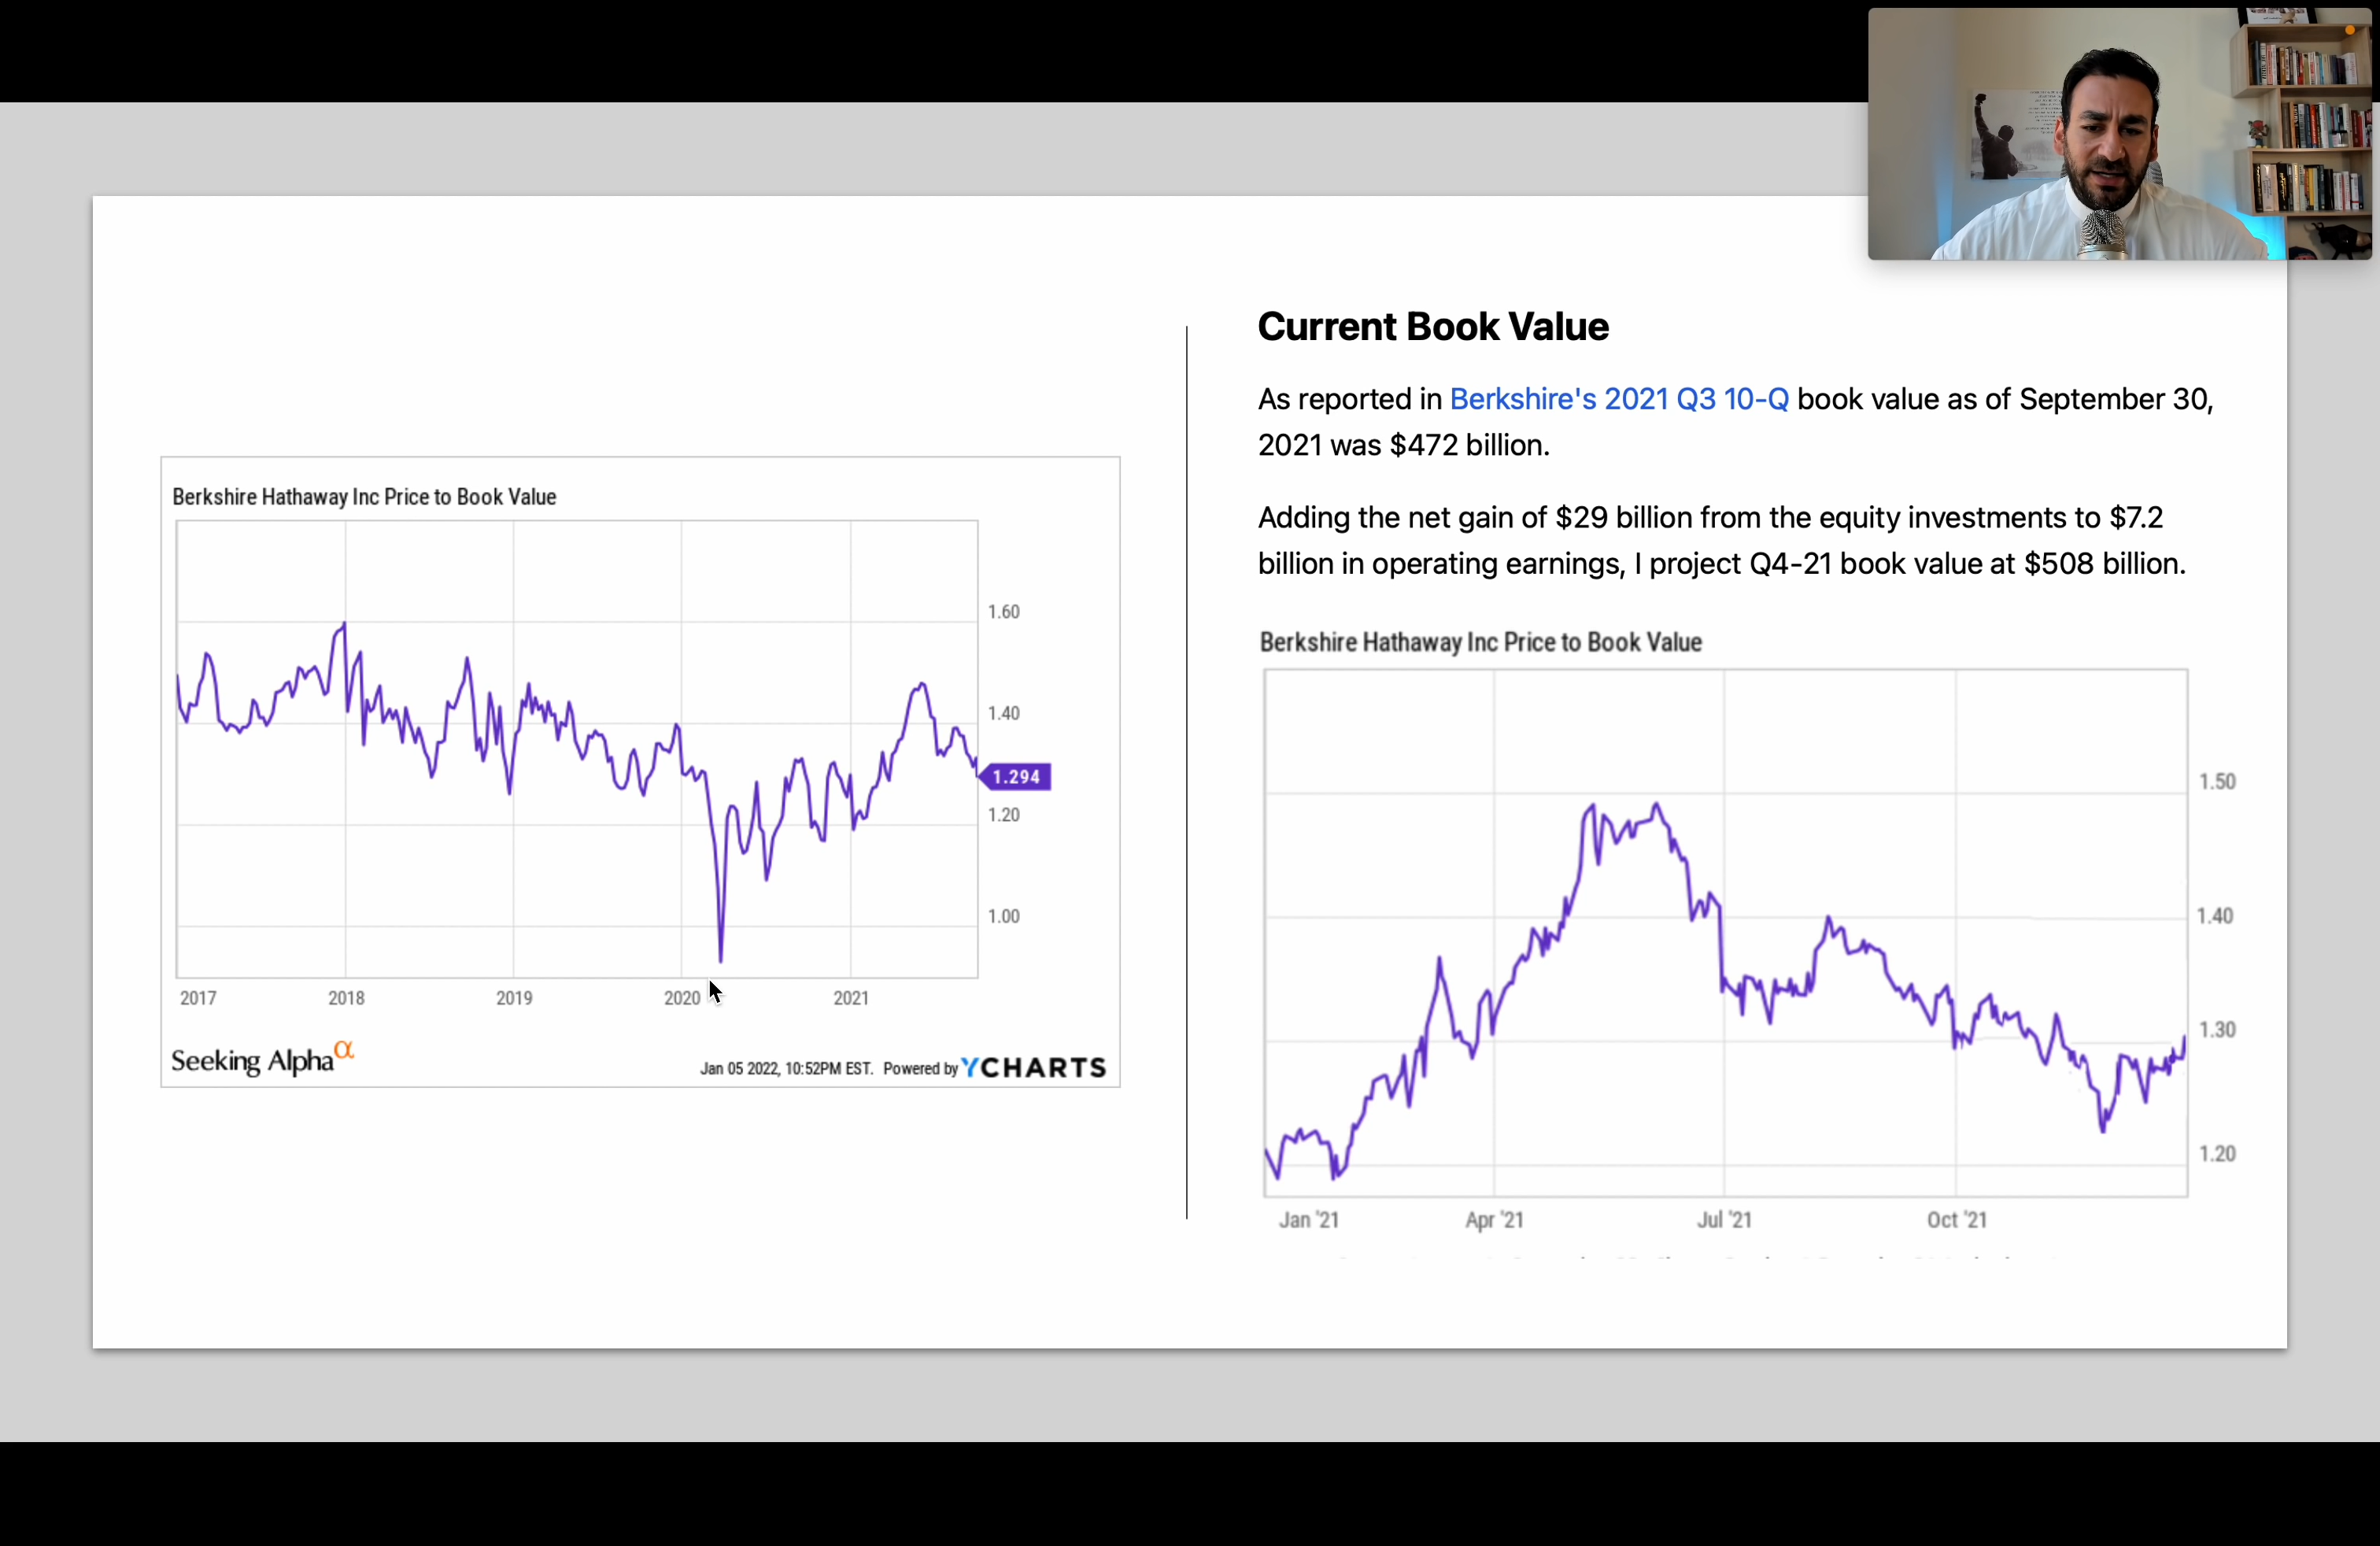 Berkshire Hathaway Inc Price to Book Value
1.60
1.40
1.294
1.20
1.00
2017 2018 2019 2020 2021
Seeking Alphaα
Jan 05 2022, 10:52PM EST. Powered by YCHARTS
Current Book Value
As reported in Berkshire's 2021 Q3 10-Q book value as of September 30,
2021 was $472 billion.
Adding the net gain of $29 billion from the equity investments to $7.2
billion in operating earnings, I project Q4-21 book value at $508 billion.
Berkshire Hathaway Inc Price to Book Value
1.50
1.40
1.30
1.20
Jan '21 Apr '21 Jul '21 Oct '21